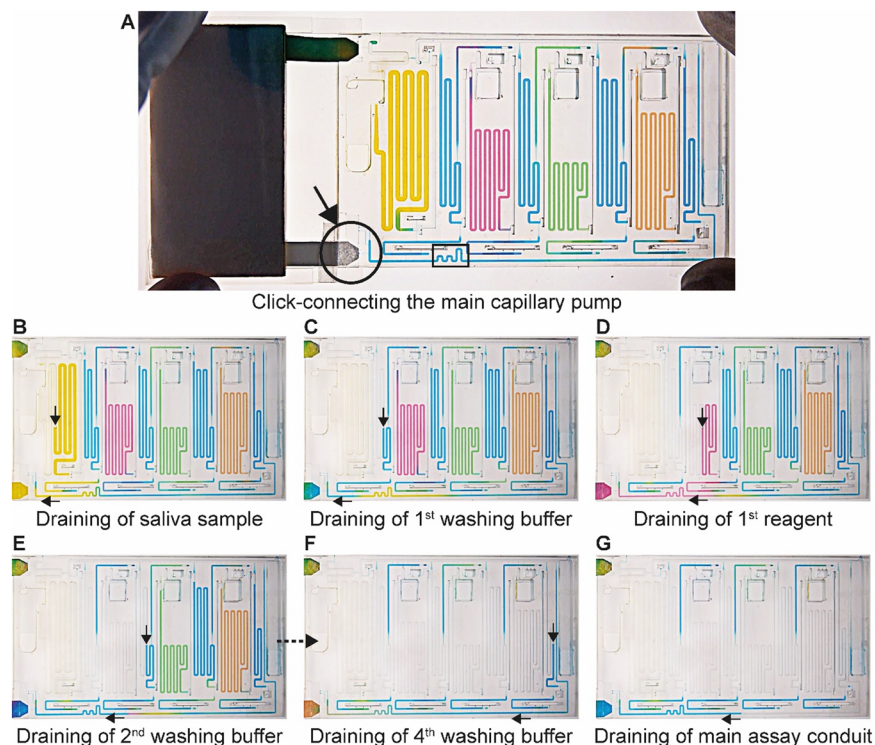 A
Click-connecting the main capillary pump
B
C
D
Draining of saliva sample
Draining of 1st washing buffer
Draining of 1st reagent
E
F
G
Draining of 2nd washing buffer
Draining of 4th washing buffer
Draining of main assay conduit